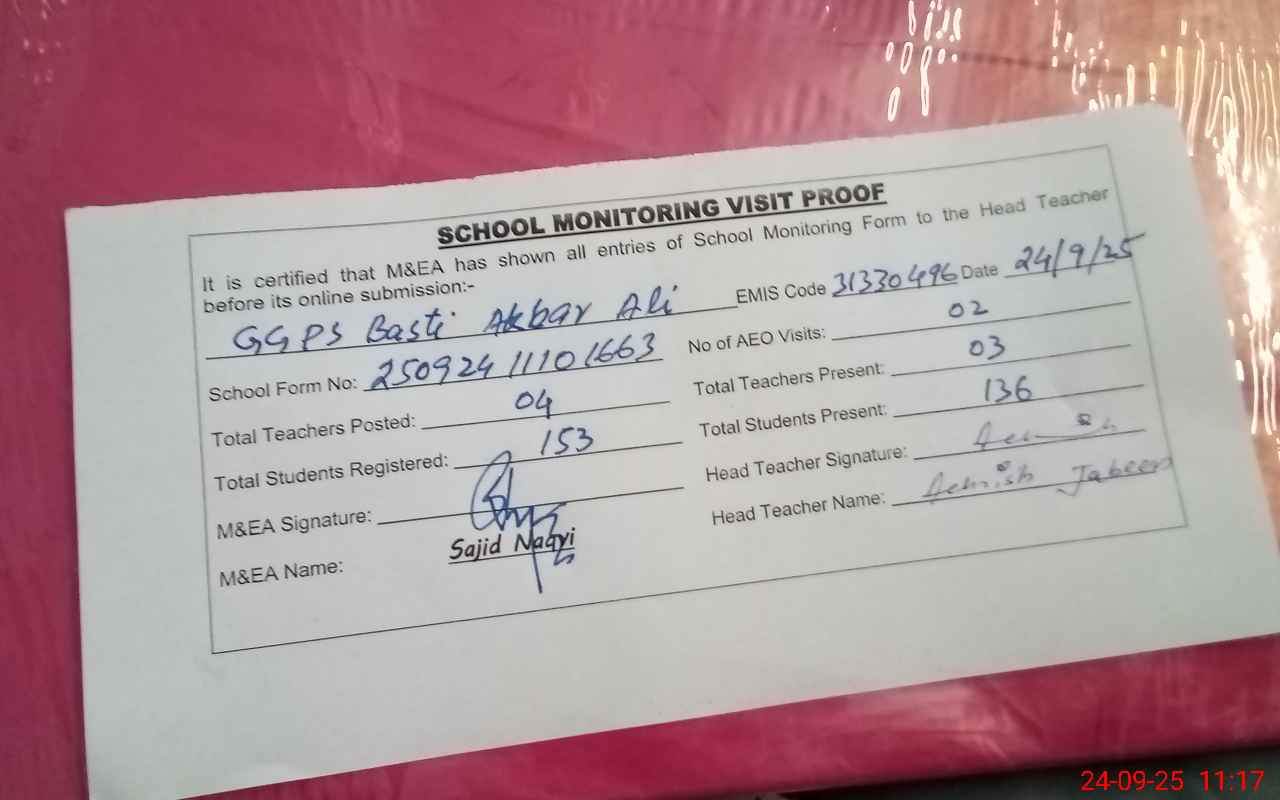 SCHOOL MONITORING VISIT PROOF
It is certified that M&EA has shown all entries of School Monitoring Form to the Head Teacher
before its online submission:-
GGPS Basti Akbar Ali EMIS Code 31330496 Date 24/9/25
School Form No: 25092411101663 No of AEO Visits: 02
Total Teachers Posted: 04 Total Teachers Present: 03
Total Students Registered: 153 Total Students Present: 136
M&EA Signature: Head Teacher Signature:
M&EA Name: Sajid Naqvi Head Teacher Name: Jabeen
24-09-25 11:17